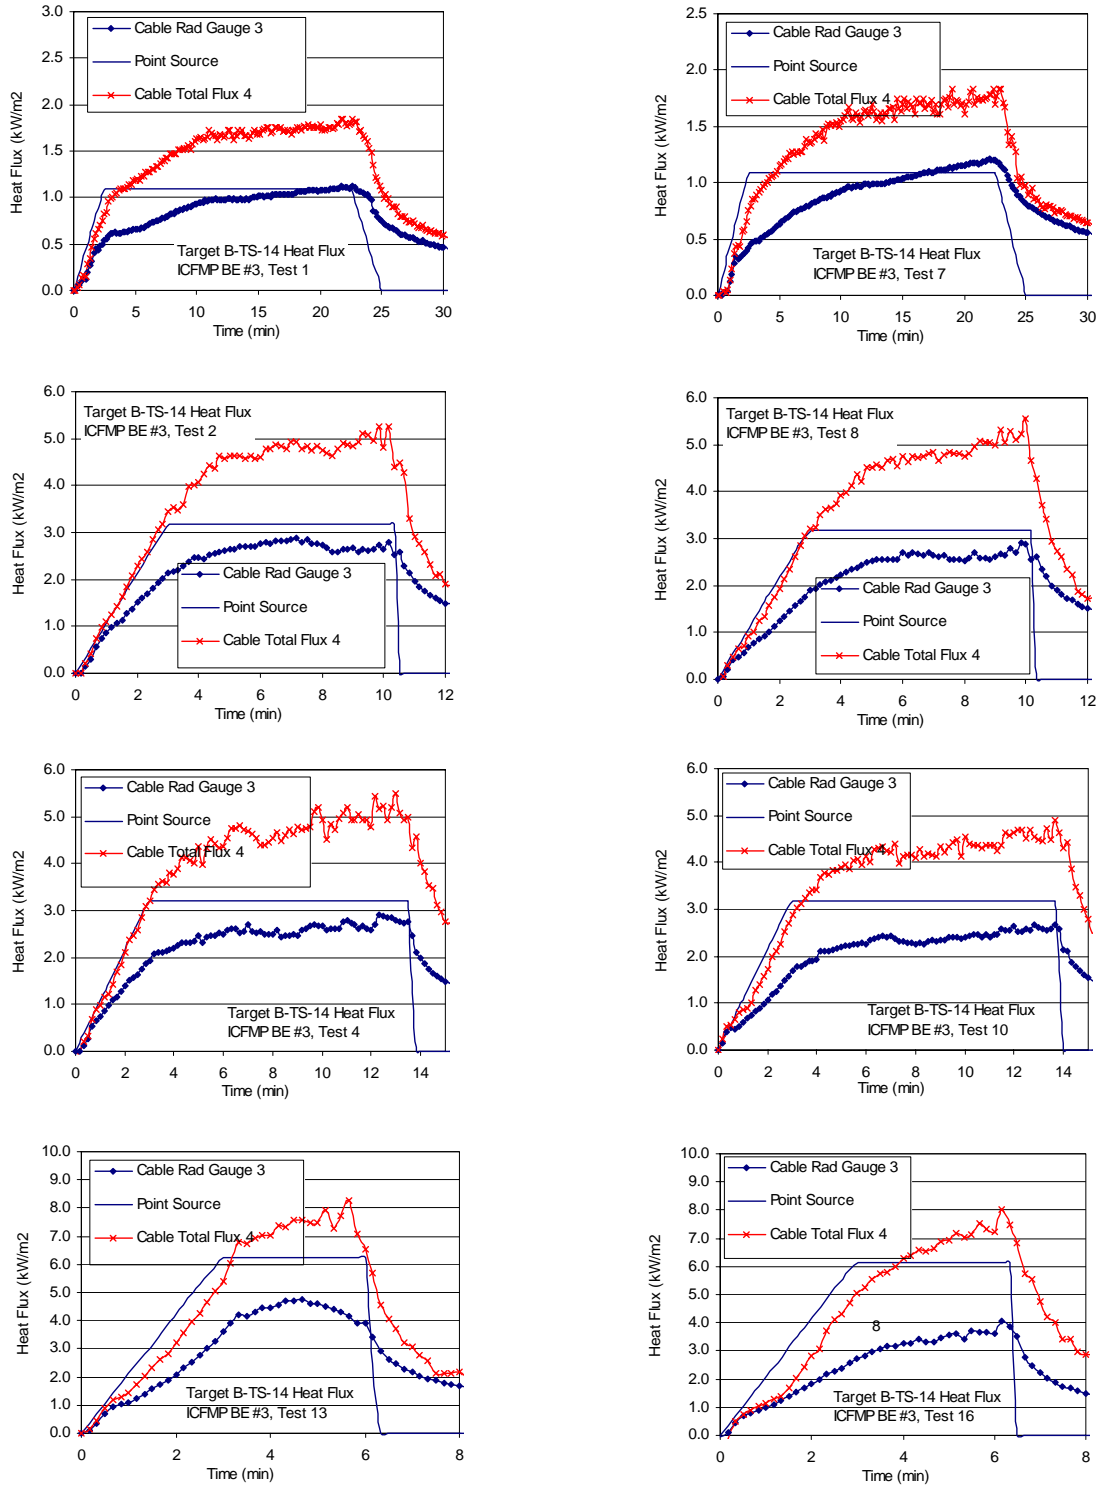 3.0
2.5
2.0
1.5
1.0
0.5
0.0
Heat Flux (kW/m2
Cable Rad Gauge 3
Point Source
Cable Total Flux 4
Target B-TS-14 Heat Flux
ICFMP BE #3, Test 1
0 5 10 15 20 25 30
Time (min)
2.5
2.0
1.5
1.0
0.5
0.0
Heat Flux (kW/m2
Cable Rad Gauge 3
Point Source
Cable Total Flux 4
Target B-TS-14 Heat Flux
ICFMP BE #3, Test 7
0 5 10 15 20 25 30
Time (min)
6.0
5.0
4.0
3.0
2.0
1.0
0.0
Heat Flux (kW/m2
Target B-TS-14 Heat Flux
ICFMP BE #3, Test 2
Cable Rad Gauge 3
Point Source
Cable Total Flux 4
0 2 4 6 8 10 12
Time (min)
6.0
5.0
4.0
3.0
2.0
1.0
0.0
Heat Flux (kW/m2
Target B-TS-14 Heat Flux
ICFMP BE #3, Test 8
Cable Rad Gauge 3
Point Source
Cable Total Flux 4
0 2 4 6 8 10 12
Time (min)
6.0
5.0
4.0
3.0
2.0
1.0
0.0
Heat Flux (kW/m2
Cable Rad Gauge 3
Point Source
Cable Total Flux 4
Target B-TS-14 Heat Flux
ICFMP BE #3, Test 4
0 2 4 6 8 10 12 14
Time (min)
6.0
5.0
4.0
3.0
2.0
1.0
0.0
Heat Flux (kW/m2
Cable Rad Gauge 3
Point Source
Cable Total Flux 4
Target B-TS-14 Heat Flux
ICFMP BE #3, Test 10
0 2 4 6 8 10 12 14
Time (min)
10.0
9.0
8.0
7.0
6.0
5.0
4.0
3.0
2.0
1.0
0.0
Heat Flux (kW/m2
Cable Rad Gauge 3
Point Source
Cable Total Flux 4
Target B-TS-14 Heat Flux
ICFMP BE #3, Test 13
0 2 4 6 8
Time (min)
10.0
9.0
8.0
7.0
6.0
5.0
4.0
3.0
2.0
1.0
0.0
Heat Flux (kW/m2
Cable Rad Gauge 3
Point Source
Cable Total Flux 4
8
Target B-TS-14 Heat Flux
ICFMP BE #3, Test 16
0 2 4 6 8
Time (min)